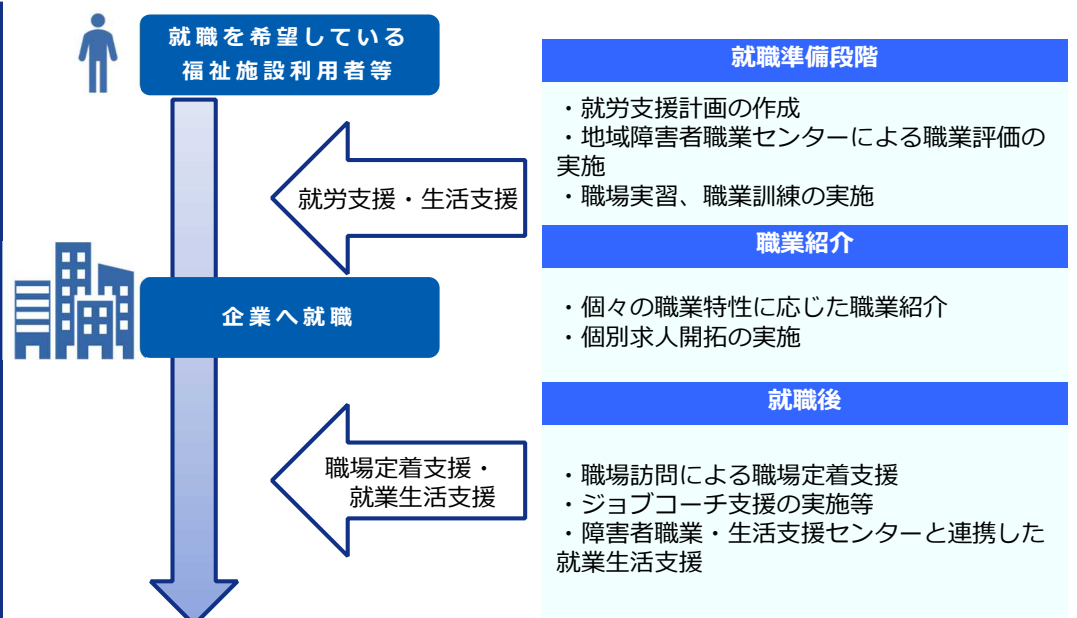 就職を希望している
福祉施設利用者等
就労支援・生活支援
企業へ就職
職場定着支援・
就業生活支援
就職準備段階
・就労支援計画の作成
・地域障害者職業センターによる職業評価の
実施
・職場実習、職業訓練の実施
職業紹介
・個々の職業特性に応じた職業紹介
・個別求人開拓の実施
就職後
・職場訪問による職場定着支援
・ジョブコーチ支援の実施等
・障害者職業・生活支援センターと連携した
就業生活支援